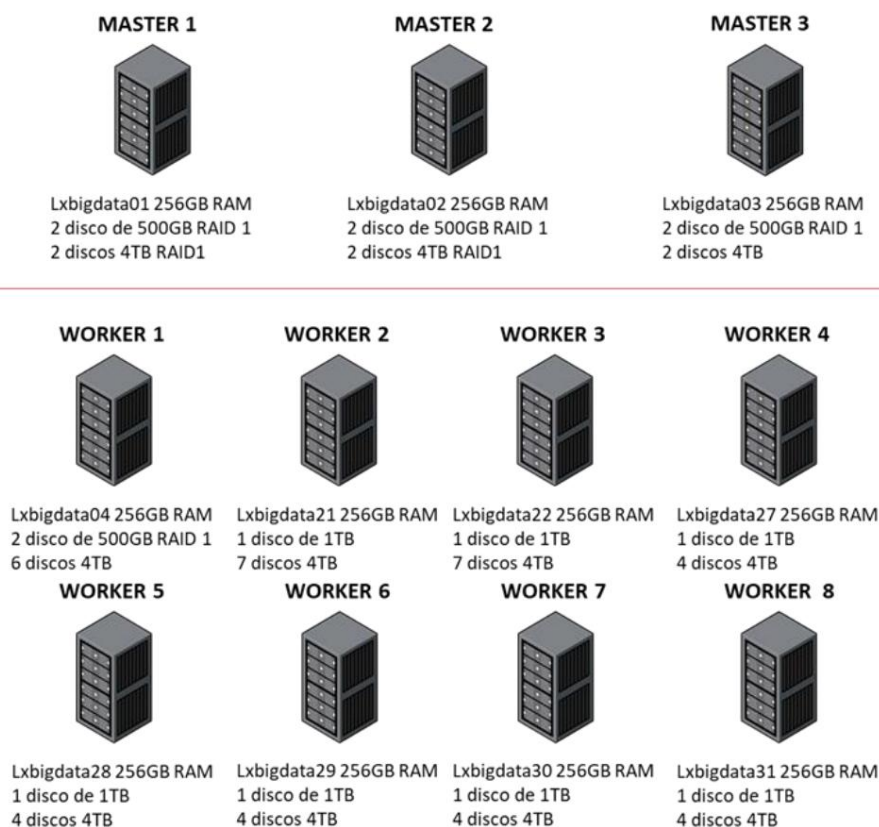 MASTER 1
Lxbigdata01 256GB RAM
2 disco de 500GB RAID 1
2 discos 4TB RAID1
MASTER 2
Lxbigdata02 256GB RAM
2 disco de 500GB RAID 1
2 discos 4TB RAID1
MASTER 3
Lxbigdata03 256GB RAM
2 disco de 500GB RAID 1
2 discos 4TB
WORKER 1
Lxbigdata04 256GB RAM
2 disco de 500GB RAID 1
6 discos 4TB
WORKER 2
Lxbigdata21 256GB RAM
1 disco de 1TB
7 discos 4TB
WORKER 3
Lxbigdata22 256GB RAM
1 disco de 1TB
7 discos 4TB
WORKER 4
Lxbigdata27 256GB RAM
1 disco de 1TB
4 discos 4TB
WORKER 5
Lxbigdata28 256GB RAM
1 disco de 1TB
4 discos 4TB
WORKER 6
Lxbigdata29 256GB RAM
1 disco de 1TB
4 discos 4TB
WORKER 7
Lxbigdata30 256GB RAM
1 disco de 1TB
4 discos 4TB
WORKER 8
Lxbigdata31 256GB RAM
1 disco de 1TB
4 discos 4TB